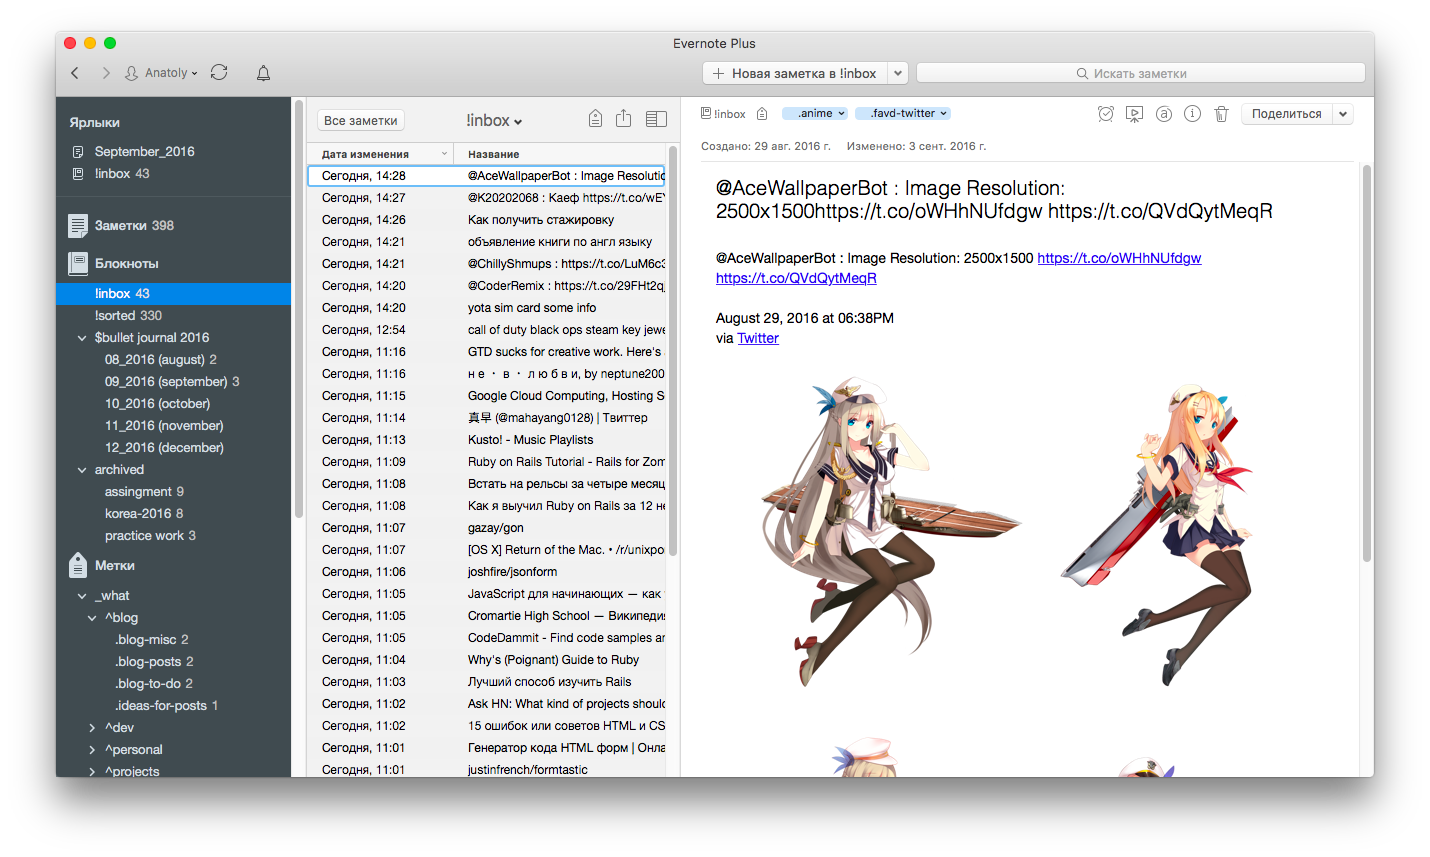 Evernote Plus
Anatoly
Новая заметка в !inbox
Искать заметки
Ярлыки
September_2016
!inbox 43
Заметки 398
Блокноты
!inbox 43
!sorted 330
$bullet journal 2016
08_2016 (august) 2
09_2016 (september) 3
10_2016 (october)
11_2016 (november)
12_2016 (december)
archived
assingment 9
korea-2016 8
practice work 3
Метки
_what
^blog
.blog-misc 2
.blog-posts 2
.blog-to-do 2
.ideas-for-posts 1
^dev
^personal
^projects
Все заметки
!inbox
Дата изменения Название
Сегодня, 14:28 @AceWallpaperBot : Image Resolutio
Сегодня, 14:27 @K20202068 : Каеф https://t.co/wEY
Сегодня, 14:26 Как получить стажировку
Сегодня, 14:21 объявление книги по англ языку
Сегодня, 14:21 @ChillyShmups : https://t.co/LuM6c3
Сегодня, 14:20 @CoderRemix : https://t.co/29FHt2q
Сегодня, 14:20 yota sim card some info
Сегодня, 12:54 call of duty black ops steam key jewe
Сегодня, 11:16 GTD sucks for creative work. Here's
Сегодня, 11:16 н е ・ в ・ л ю б в и, by neptune200
Сегодня, 11:15 Google Cloud Computing, Hosting S
Сегодня, 11:14 真早 (@mahayang0128) | Твиттер
Сегодня, 11:13 Kusto! - Music Playlists
Сегодня, 11:09 Ruby on Rails Tutorial - Rails for Zom
Сегодня, 11:08 Встать на рельсы за четыре месяц
Сегодня, 11:08 Как я выучил Ruby on Rails за 12 не
Сегодня, 11:07 gazay/gon
Сегодня, 11:07 [OS X] Return of the Mac. • /r/unixpo
Сегодня, 11:06 joshfire/jsonform
Сегодня, 11:05 JavaScript для начинающих — как
Сегодня, 11:05 Cromartie High School — Википедия
Сегодня, 11:05 CodeDammit - Find code samples ar
Сегодня, 11:04 Why's (Poignant) Guide to Ruby
Сегодня, 11:03 Лучший способ изучить Rails
Сегодня, 11:02 Ask HN: What kind of projects shoulc
Сегодня, 11:02 15 ошибок или советов HTML и CS
Сегодня, 11:01 Генератор кода HTML форм | Онла
Сегодня, 11:01 justinfrench/formtastic
!inbox .anime .favd-twitter
Поделиться
Создано: 29 авг. 2016 г. Изменено: 3 сент. 2016 г.
@AceWallpaperBot : Image Resolution:
2500x1500https://t.co/oWHhNUfdgw https://t.co/QVdQytMeqR
@AceWallpaperBot : Image Resolution: 2500x1500 https://t.co/oWHhNUfdgw
https://t.co/QVdQytMeqR
August 29, 2016 at 06:38PM
via Twitter